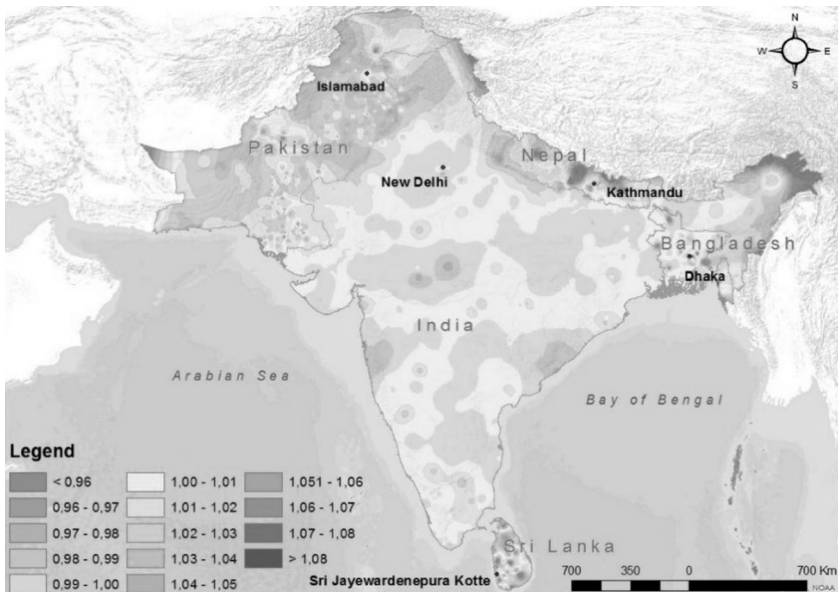 N
W E
S
Islamabad
Pakistan
Nepal
New Delhi
Kathmandu
Bangladesh
Dhaka
India
Arabian Sea
Bay of Bengal
Legend
< 0,96
0,96 - 0,97
0,97 - 0,98
0,98 - 0,99
0,99 - 1,00
1,00 - 1,01
1,01 - 1,02
1,02 - 1,03
1,03 - 1,04
1,04 - 1,05
1,051 - 1,06
1,06 - 1,07
1,07 - 1,08
> 1,08
Sri Lanka
Sri Jayewardenepura Kotte
700 350 0 700 Km
NOAA